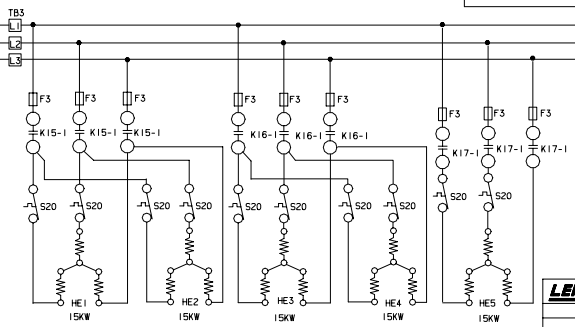 TB3
L1
L2
L3
F3 F3 F3 F3 F3 F3
F3 F3 F3
K15-1 K15-1 K15-1 K16-1 K16-1 K16-1
K17-1 K17-1 K17-1
S20 S20 S20 S20 S20 S20 S20 S20 S20 S20
HE1 HE2 HE3 HE4 HE5
15KW 15KW 15KW 15KW 15KW